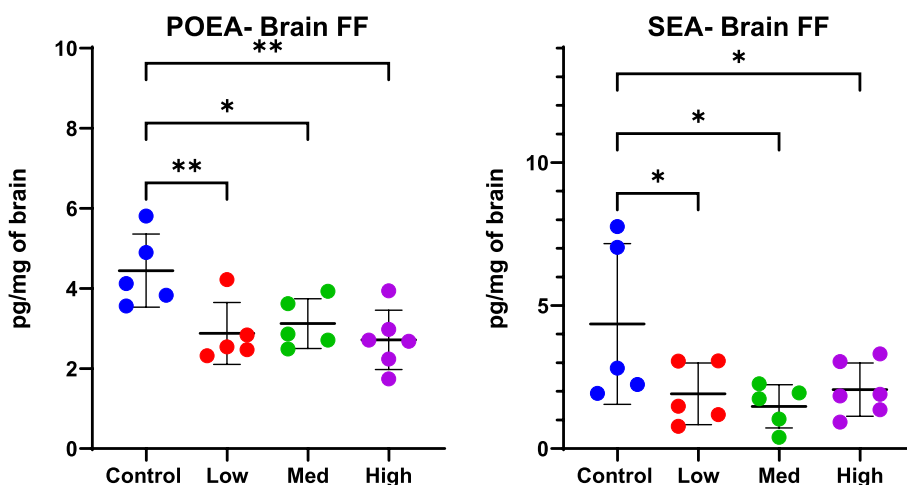 POEA- Brain FF
pg/mg of brain
10
8
6
4
2
0
**
*
**
Control Low Med High
SEA- Brain FF
pg/mg of brain
10
5
0
*
*
*
Control Low Med High